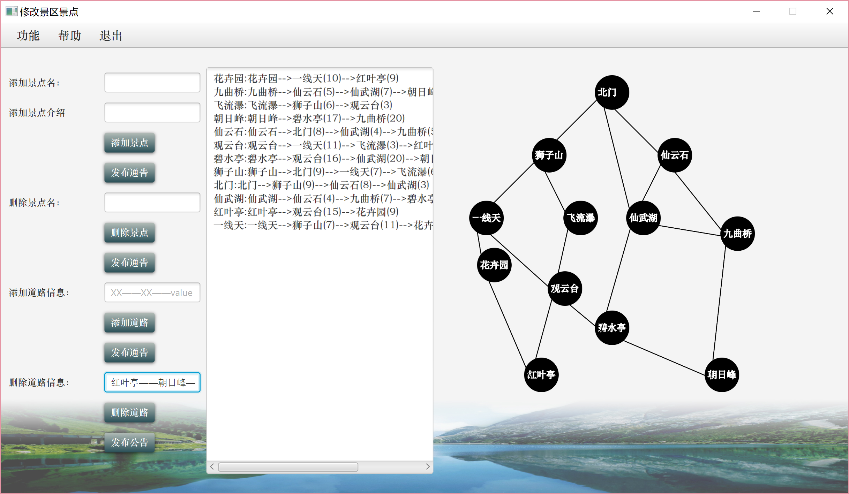 修改景区景点
功能 帮助 退出
添加景点名：
添加景点介绍
添加景点
发布通告
删除景点名：
删除景点
发布通告
添加道路信息：
XX——XX——value
添加道路
发布通告
删除道路信息：
红叶亭——朝日峰—
删除道路
发布公告
花卉园:花卉园-->一线天(10)-->红叶亭(9)
九曲桥:九曲桥-->仙云石(5)-->仙武湖(7)-->朝日峰
飞流瀑:飞流瀑-->狮子山(6)-->观云台(3)
朝日峰:朝日峰-->碧水亭(17)-->九曲桥(20)
仙云石:仙云石-->北门(8)-->仙武湖(4)-->九曲桥(5
观云台:观云台-->一线天(11)-->飞流瀑(3)-->红叶
碧水亭:碧水亭-->观云台(16)-->仙武湖(20)-->朝日
狮子山:狮子山-->北门(9)-->一线天(7)-->飞流瀑(6
北门:北门-->狮子山(9)-->仙云石(8)-->仙武湖(3)
仙武湖:仙武湖-->仙云石(4)-->九曲桥(7)-->碧水亭
红叶亭:红叶亭-->观云台(15)-->花卉园(9)
一线天:一线天-->狮子山(7)-->观云台(11)-->花卉
北门
狮子山
仙云石
一线天
飞流瀑
仙武湖
九曲桥
花卉园
观云台
碧水亭
红叶亭
朝日峰